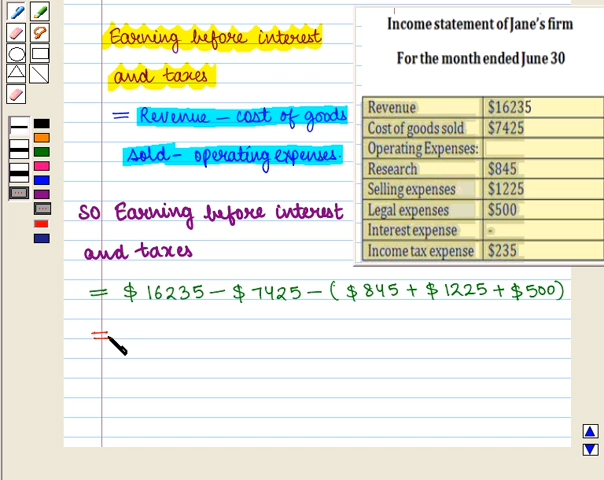 Earning before interest
and taxes
= Revenue - cost of goods
sold - operating expenses.
SO Earning before interest
and taxes
= $ 16235 - $ 7425 - ( $ 845 + $ 1225 + $ 500)
=
Income statement of Jane's firm
For the month ended June 30
Revenue $16235
Cost of goods sold $7425
Operating Expenses:
Research $845
Selling expenses $1225
Legal expenses $500
Interest expense -
Income tax expense $235